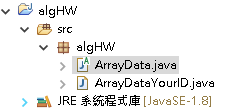 algHW
src
algHW
ArrayData.java
ArrayDataYourID.java
JRE 系統程式庫 [JavaSE-1.8]